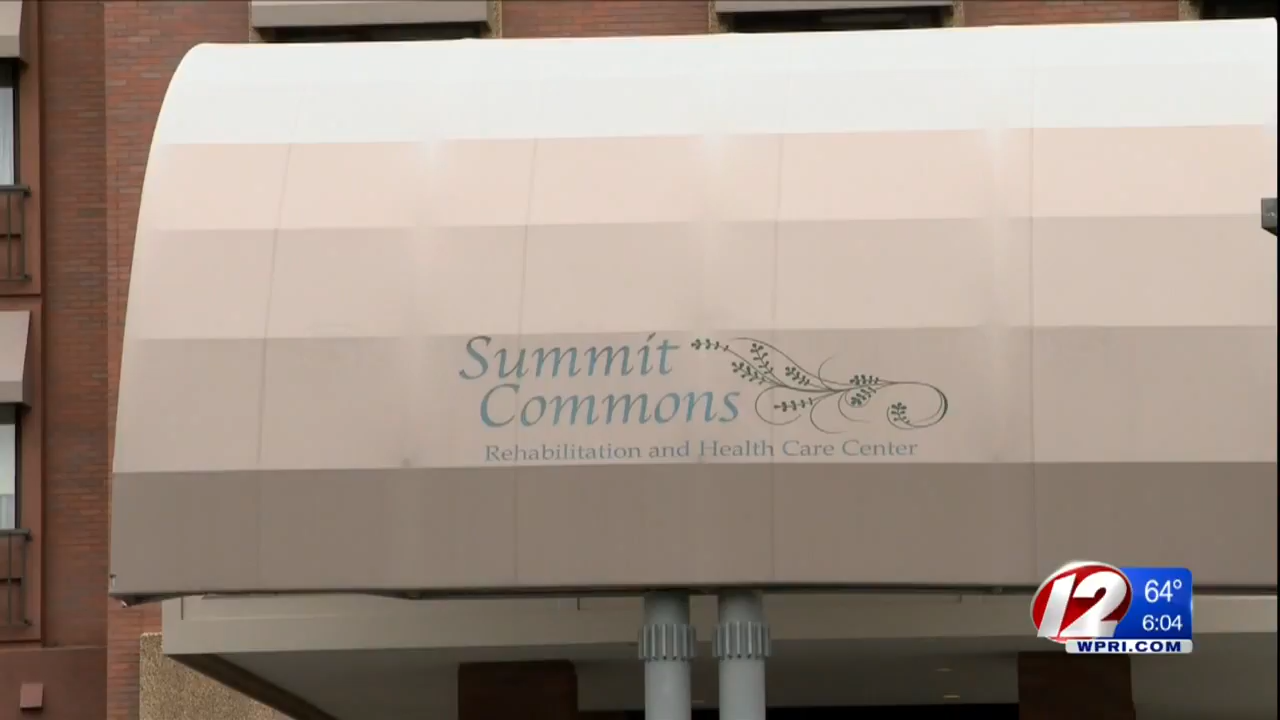 Summit
Commons
Rehabilitation and Health Care Center
12
64°
6:04
WPRI.COM